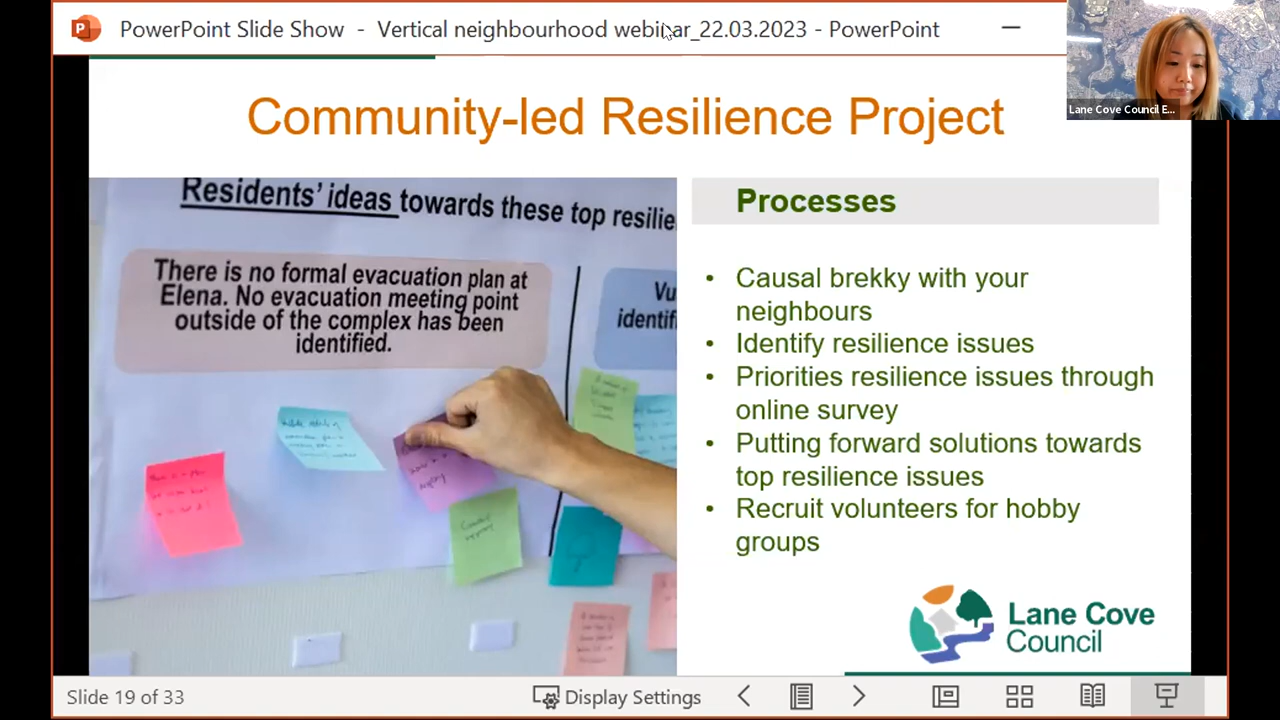 PowerPoint Slide Show - Vertical neighbourhood webinar_22.03.2023 - PowerPoint
Lane Cove Council E...
Community-led Resilience Project
Residents' ideas towards these top resilie
There is no formal evacuation plan at
Elena. No evacuation meeting point
outside of the complex has been
identified.
Vu
identif
Processes
• Causal brekky with your
neighbours
• Identify resilience issues
• Priorities resilience issues through
online survey
• Putting forward solutions towards
top resilience issues
• Recruit volunteers for hobby
groups
Lane Cove
Council
Slide 19 of 33
Display Settings